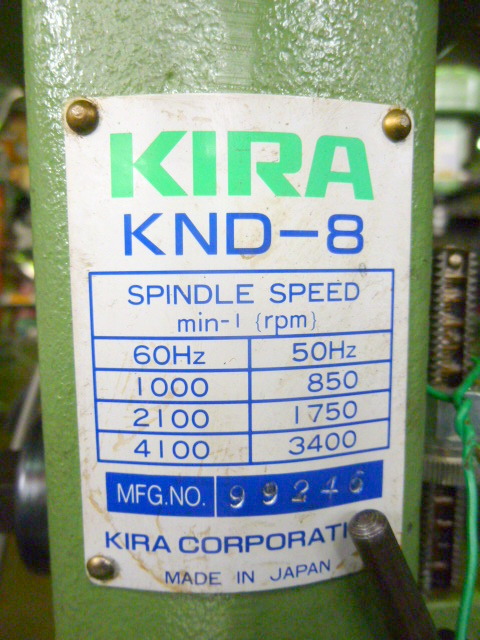 KIRA
KND-8
SPINDLE SPEED
min-1 {rpm}
60Hz 50Hz
1000 850
2100 1750
4100 3400
MFG.NO. 99246
KIRA CORPORATI
MADE IN JAPAN